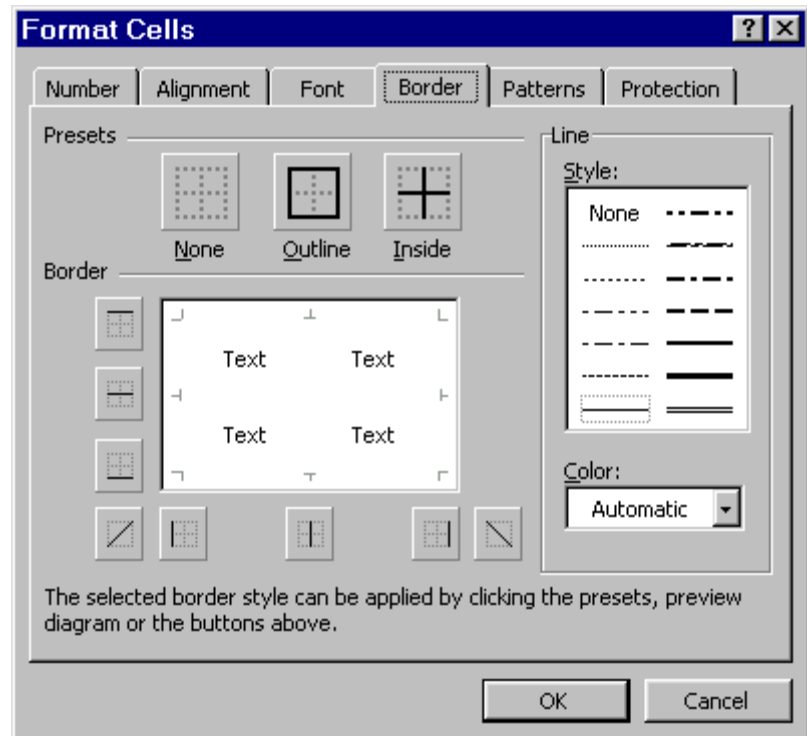 Format Cells
Number Alignment Font Border Patterns Protection
Presets
None Outline Inside
Border
Text Text
Text Text
Line
Style:
None
Color:
Automatic
The selected border style can be applied by clicking the presets, preview
diagram or the buttons above.
OK Cancel